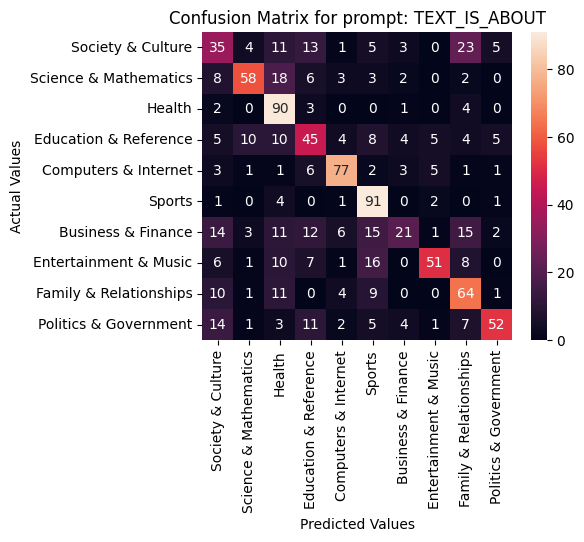 Confusion Matrix for prompt: TEXT_IS_ABOUT
Society & Culture 35 4 11 13 1 5 3 0 23 5
Science & Mathematics 8 58 18 6 3 3 2 0 2 0
Health 2 0 90 3 0 0 1 0 4 0
Education & Reference 5 10 10 45 4 8 4 5 4 5
Computers & Internet 3 1 1 6 77 2 3 5 1 1
Sports 1 0 4 0 1 91 0 2 0 1
Business & Finance 14 3 11 12 6 15 21 1 15 2
Entertainment & Music 6 1 10 7 1 16 0 51 8 0
Family & Relationships 10 1 11 0 4 9 0 0 64 1
Politics & Government 14 1 3 11 2 5 4 1 7 52
Actual Values
80
60
40
20
0
Society & Culture
Science & Mathematics
Health
Education & Reference
Computers & Internet
Sports
Business & Finance
Entertainment & Music
Family & Relationships
Politics & Government
Predicted Values